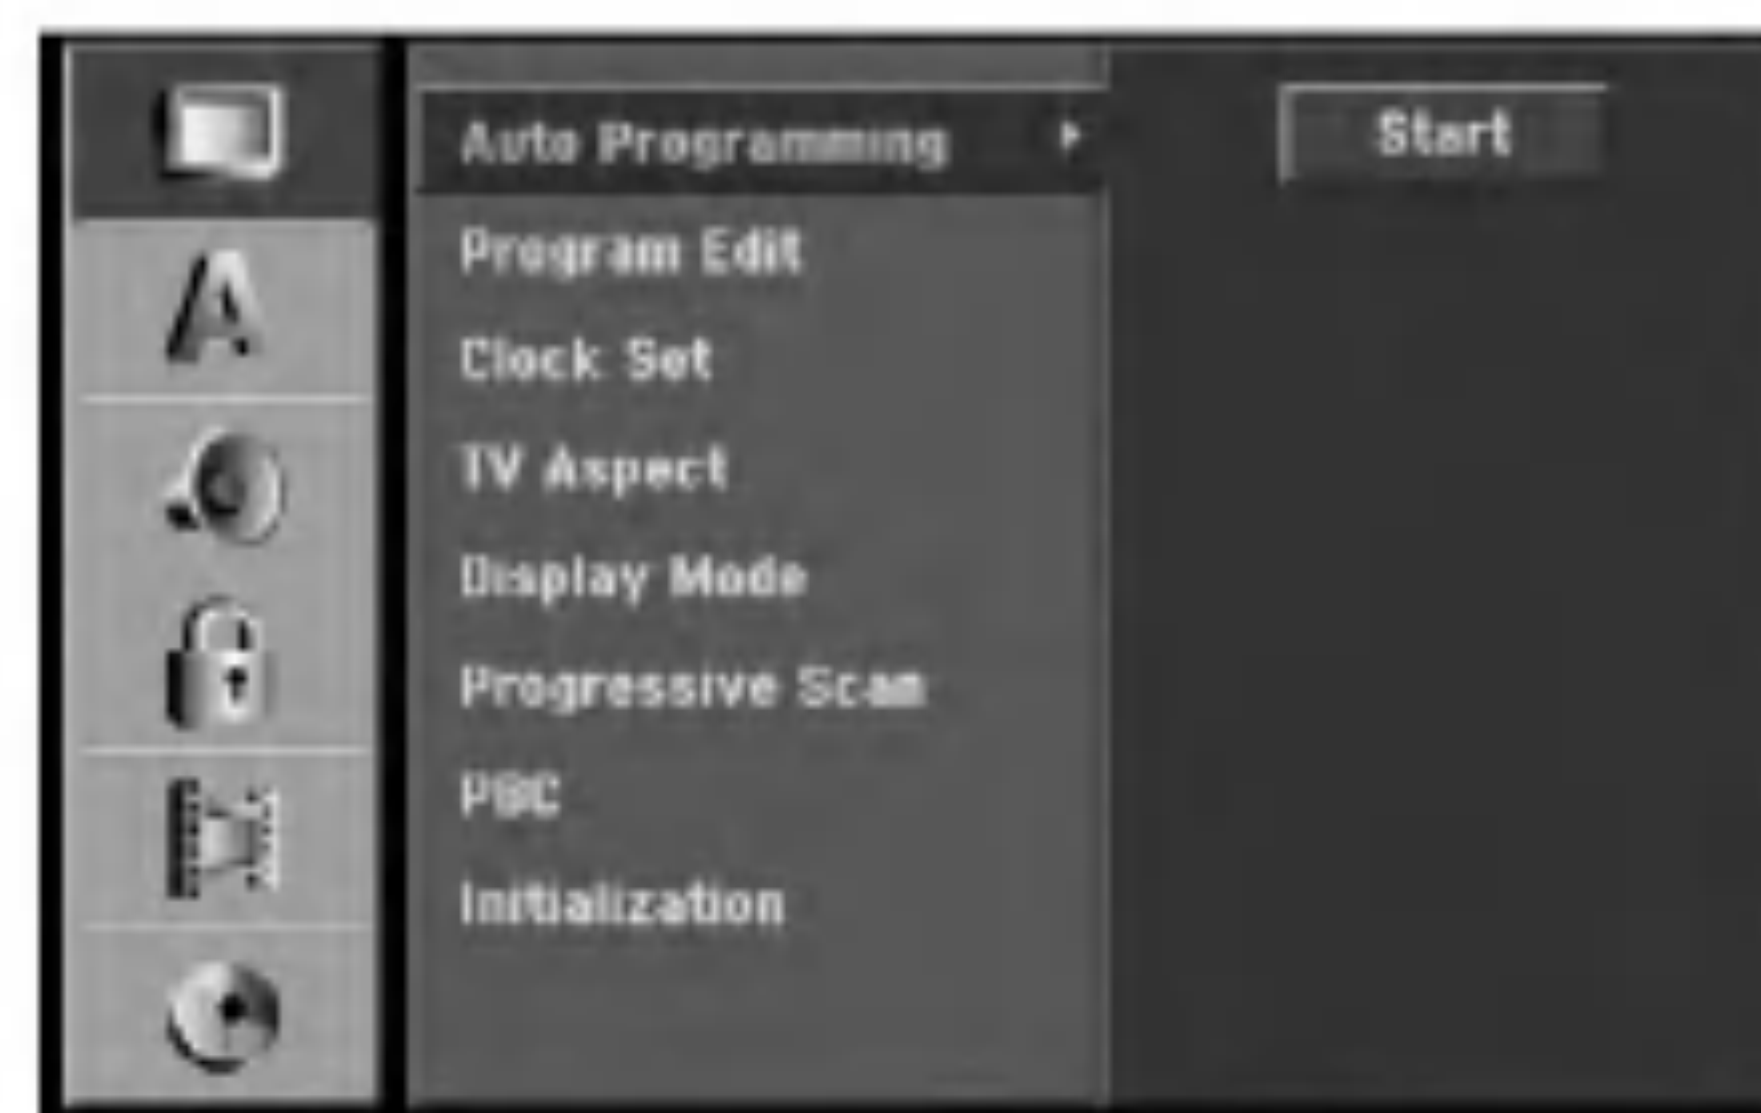 Auto Programming
Start
Program Edit
Clock Set
TV Aspect
Display Mode
Progressive Scan
PBC
Initialization